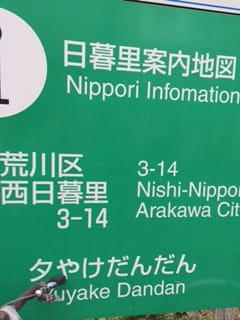 日暮里案内地図
Nippori Infomation
荒川区
西日暮里
3-14
3-14
Nishi-Nippor
Arakawa Cit
夕やけだんだん
uyake Dandan